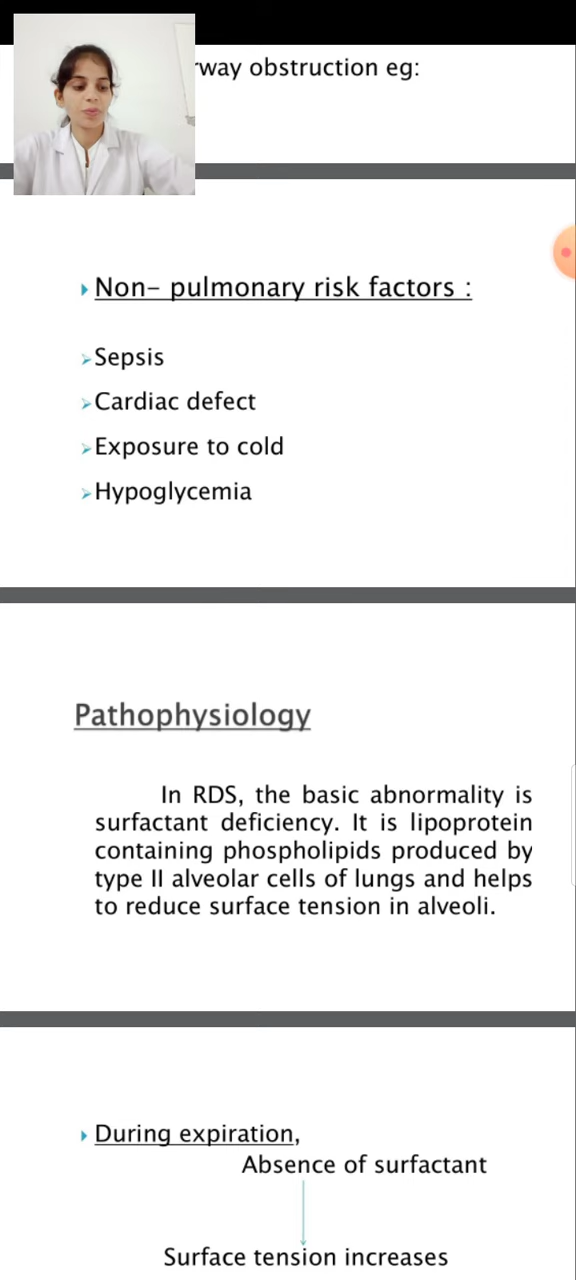 obstruction eg:
Non- pulmonary risk factors :
Sepsis
Cardiac defect
Exposure to cold
Hypoglycemia
Pathophysiology
In RDS, the basic abnormality is
surfactant deficiency. It is lipoprotein
containing phospholipids produced by
type II alveolar cells of lungs and helps
to reduce surface tension in alveoli.
During expiration,
Absence of surfactant
Surface tension increases